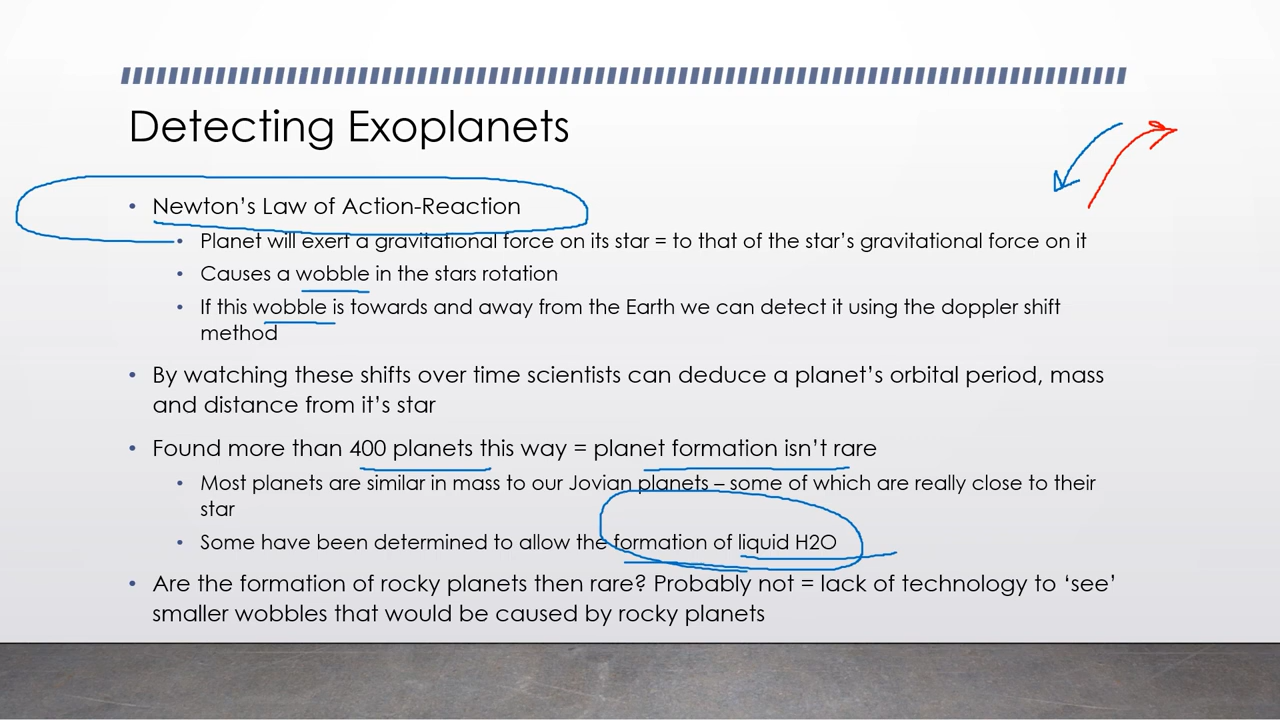 Detecting Exoplanets
• Newton's Law of Action-Reaction
• Planet will exert a gravitational force on its star = to that of the star's gravitational force on it
• Causes a wobble in the stars rotation
• If this wobble is towards and away from the Earth we can detect it using the doppler shift
method
• By watching these shifts over time scientists can deduce a planet's orbital period, mass
and distance from it's star
• Found more than 400 planets this way = planet formation isn't rare
• Most planets are similar in mass to our Jovian planets – some of which are really close to their
star
• Some have been determined to allow the formation of liquid H2O
• Are the formation of rocky planets then rare? Probably not = lack of technology to ‘see’
smaller wobbles that would be caused by rocky planets